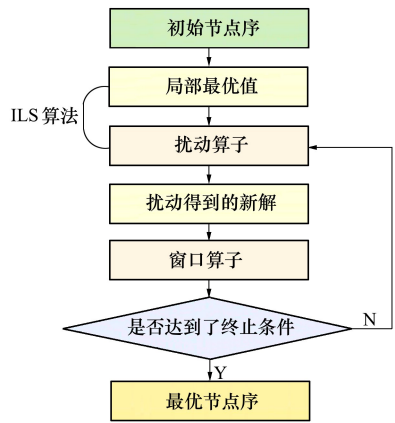 初始节点序
局部最优值
ILS 算法
扰动算子
扰动得到的新解
窗口算子
是否达到了终止条件
N
Y
最优节点序